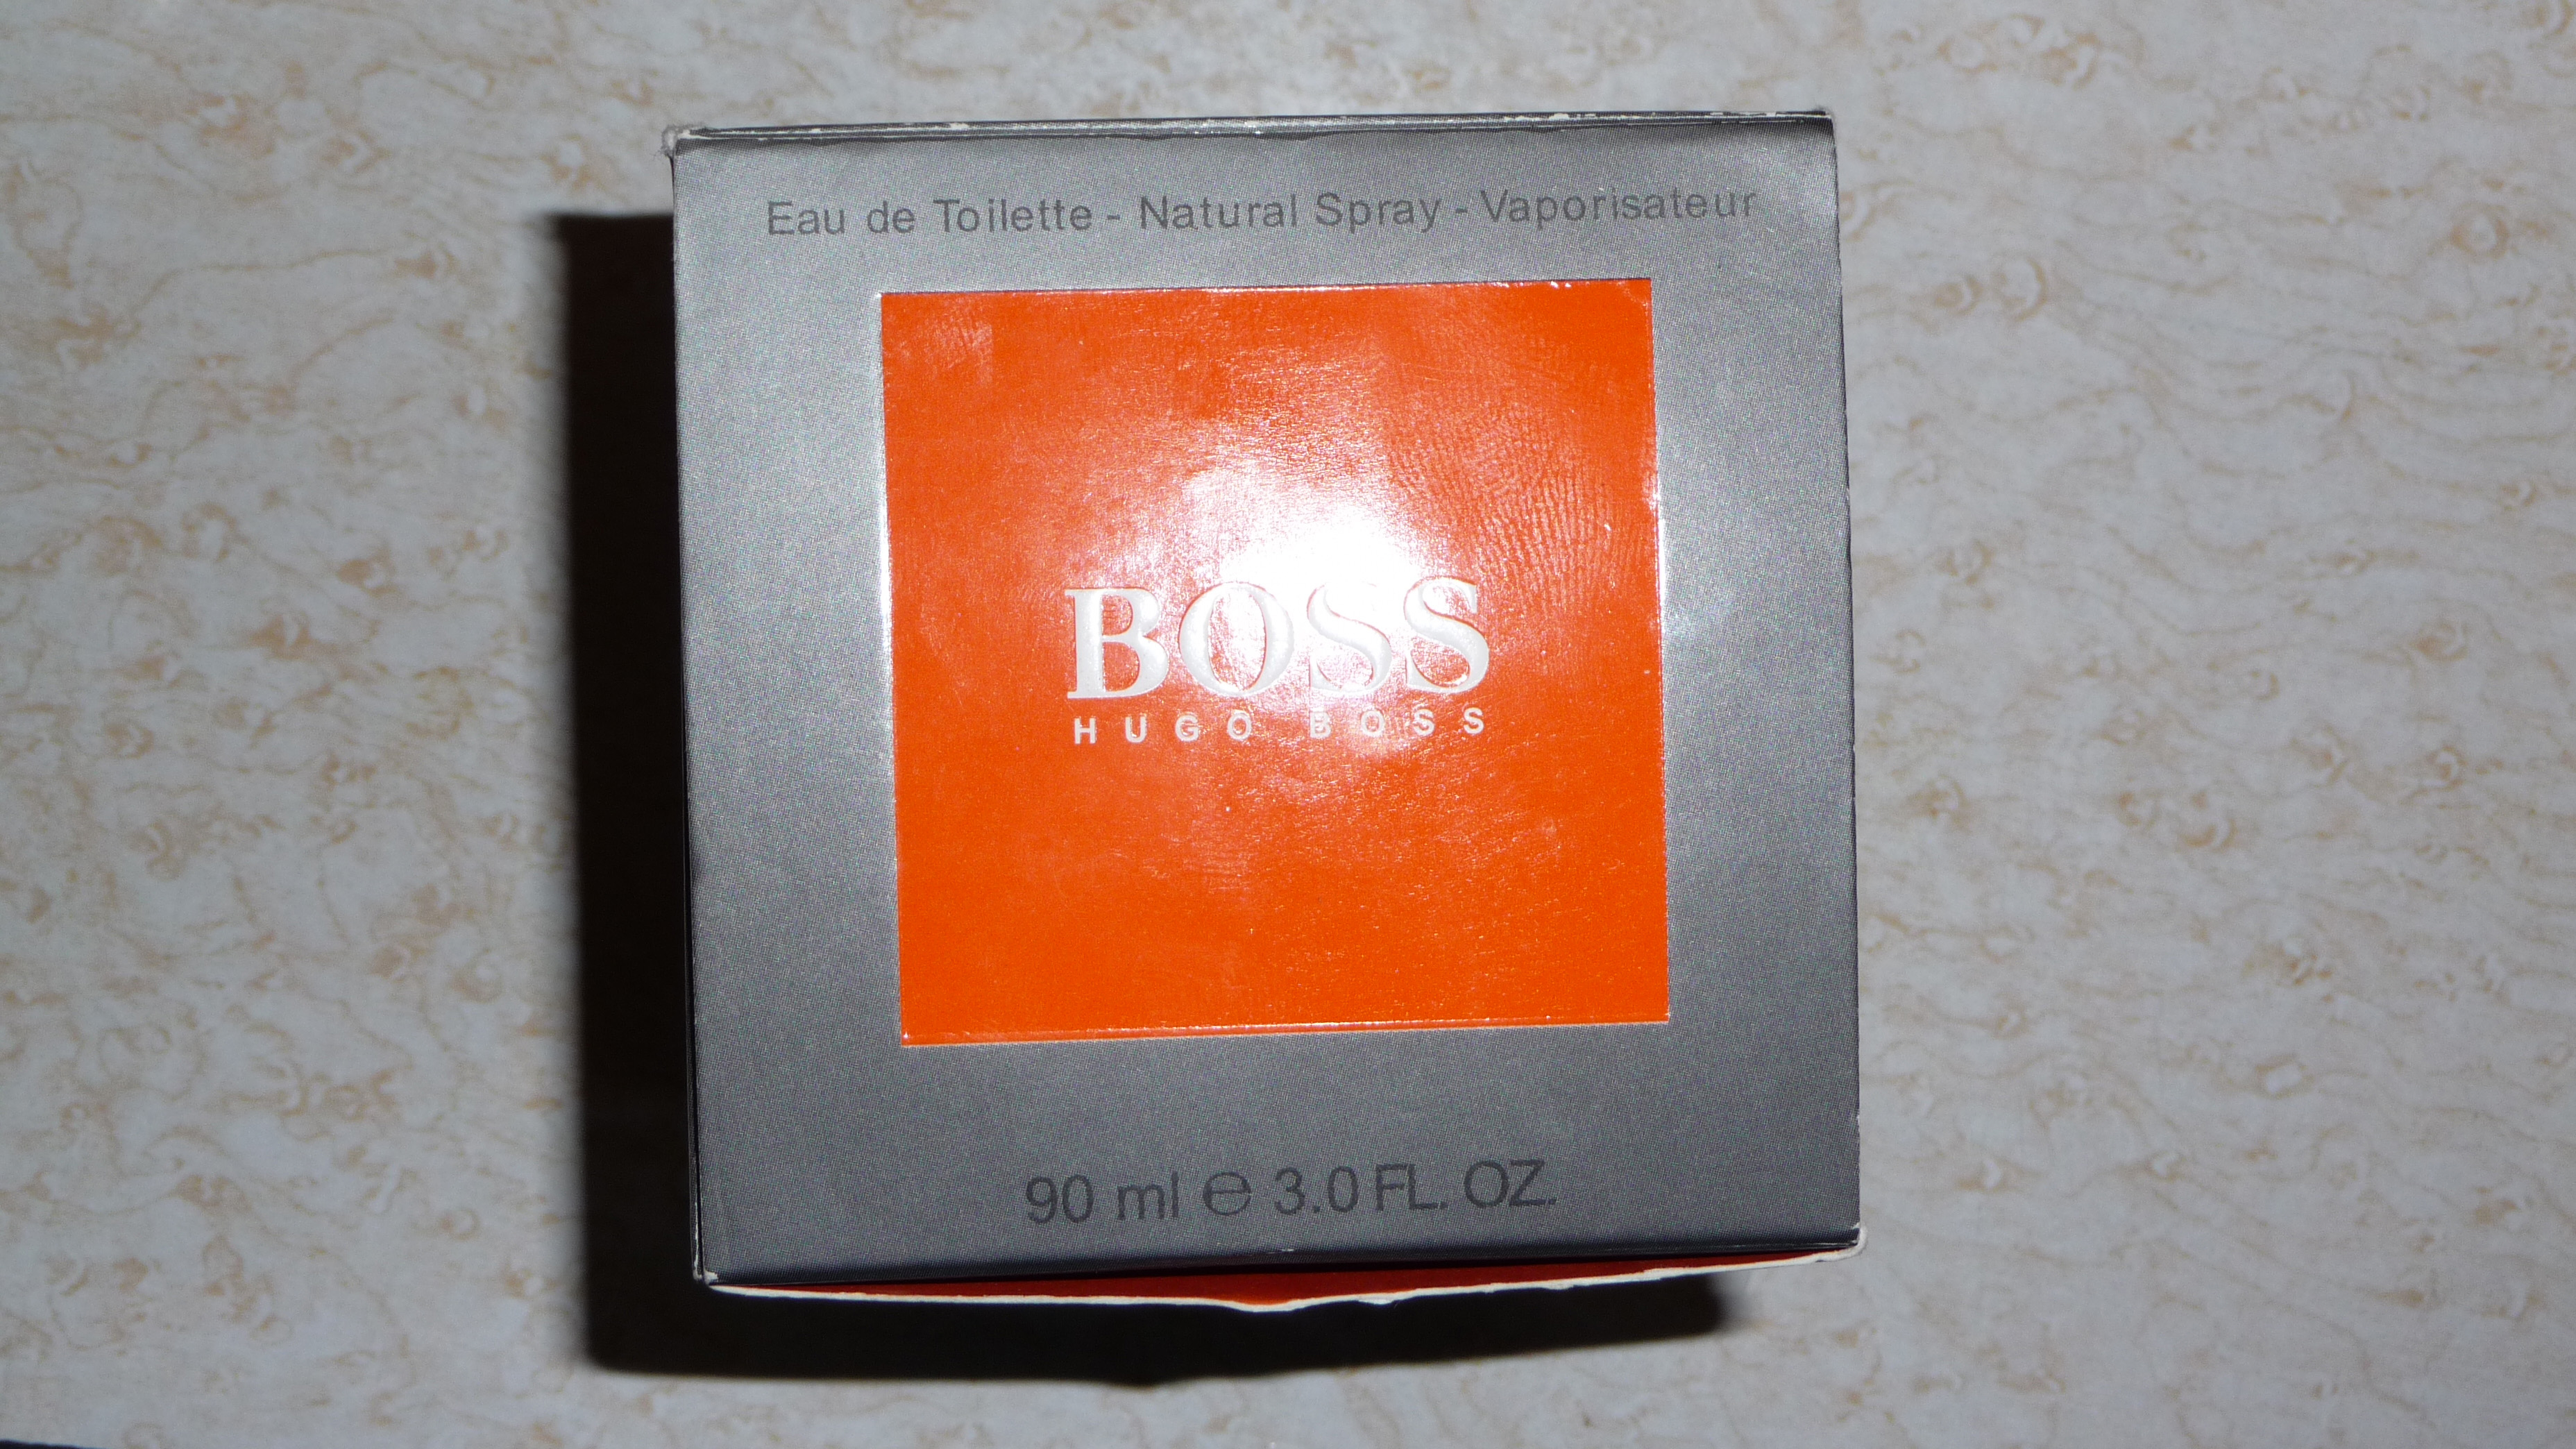 Eau de Toilette - Natural Spray - Vaporisateur
BOSS
HUGO BOSS
90 ml ℮ 3.0 FL. OZ.